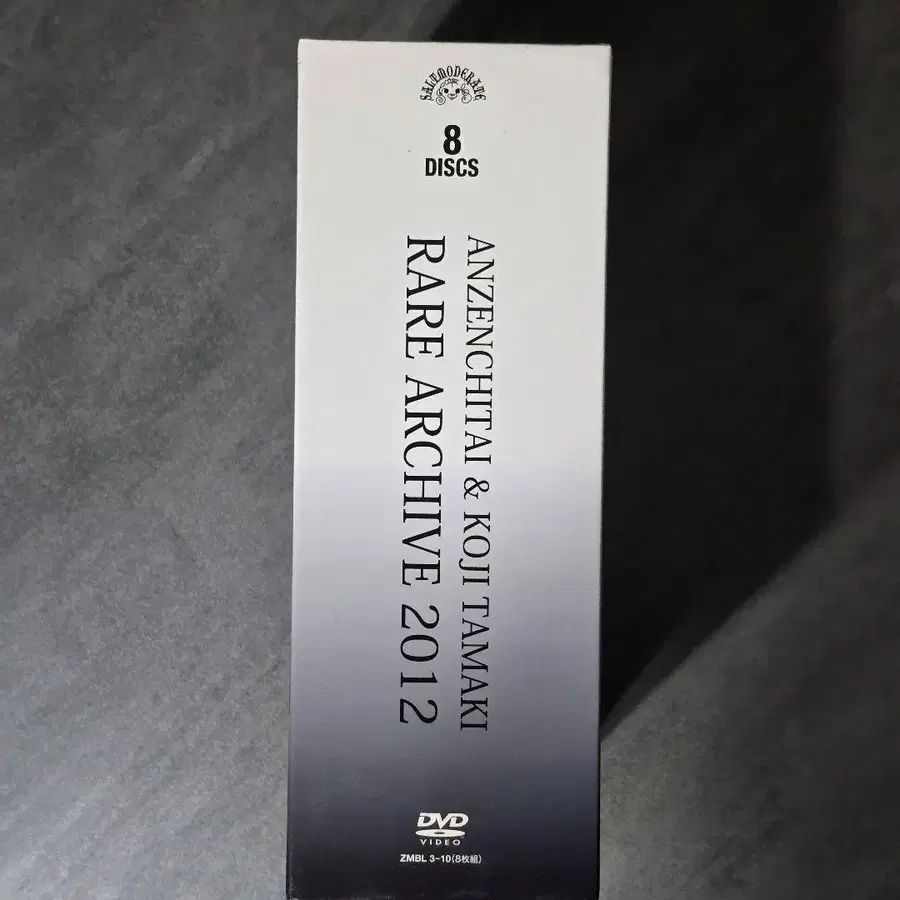 SALTMODERATE
8
DISCS
ANZENCHITAI & KOJI TAMAKI
RARE ARCHIVE 2012
DVD
VIDEO
ZMBL 3~10(8枚組)